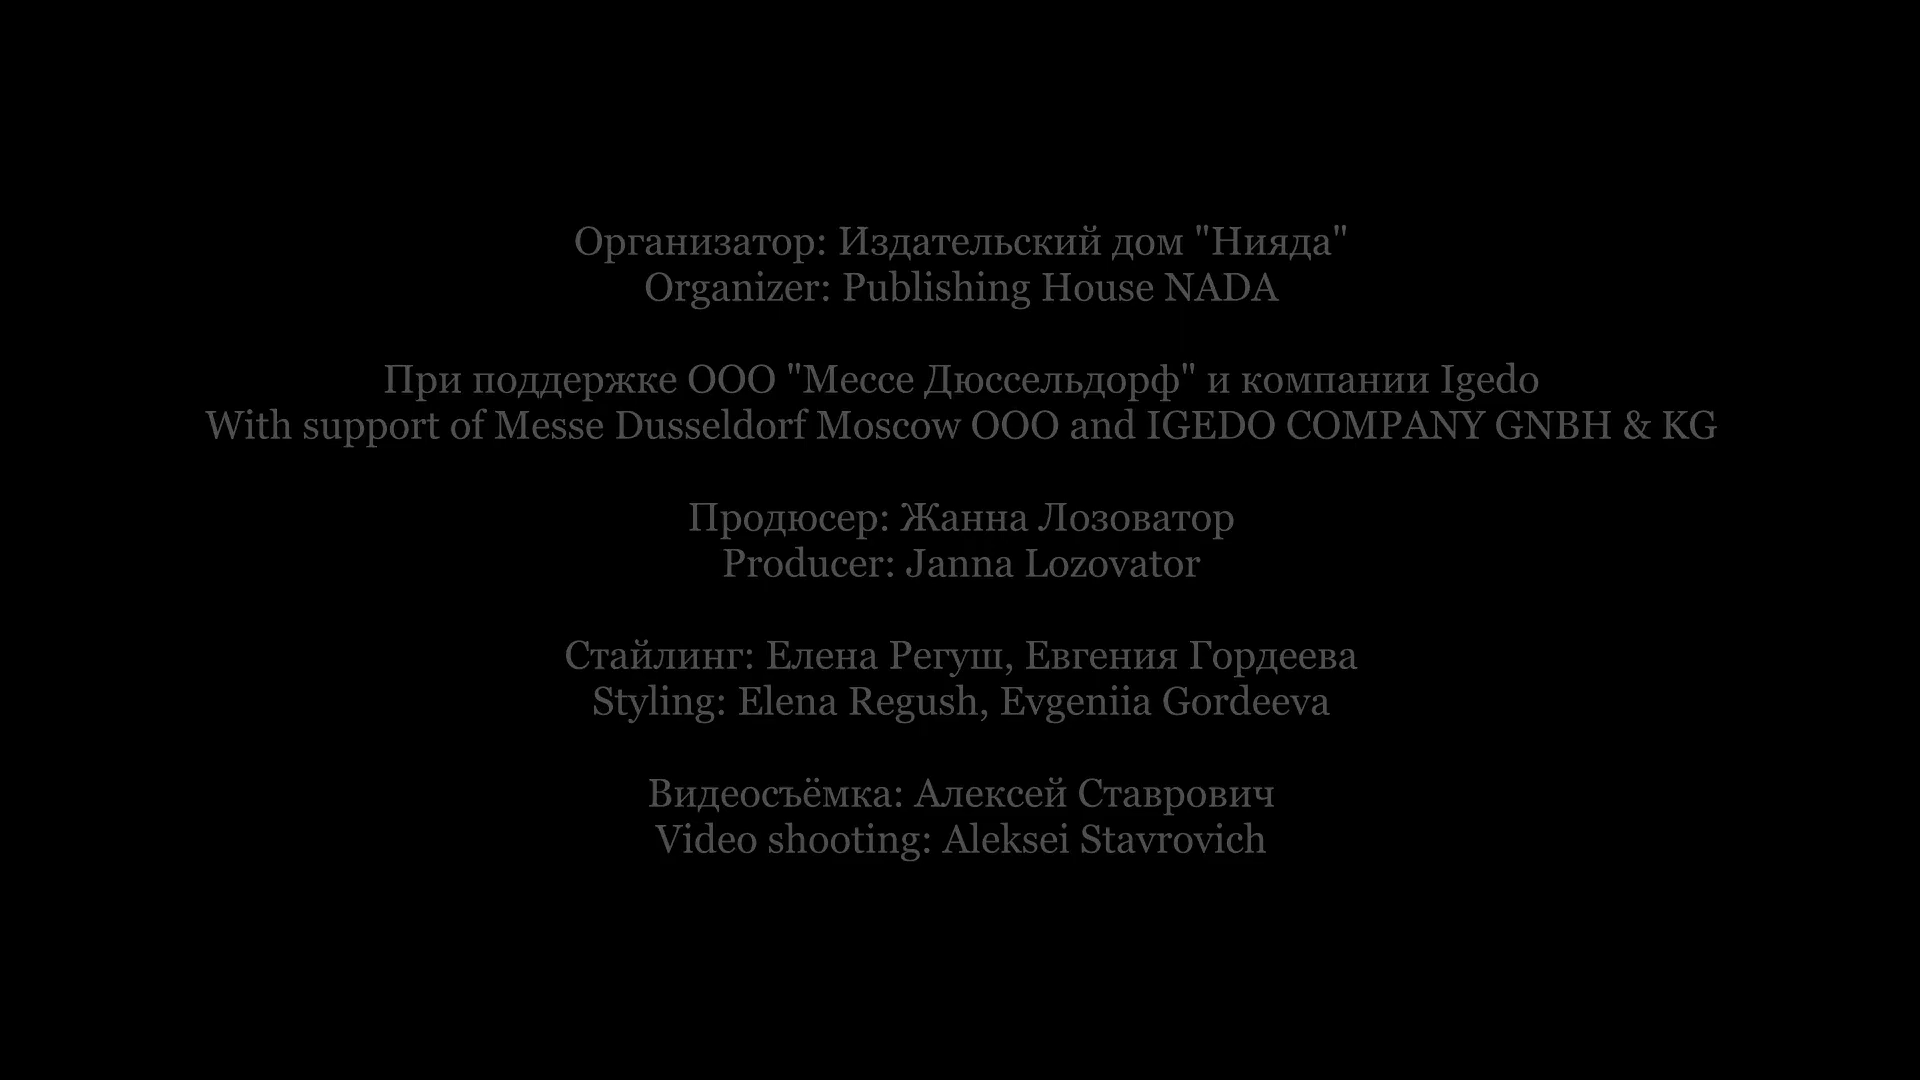 Организатор: Издательский дом "Нияда"
Organizer: Publishing House NADA
При поддержке ООО "Мессе Дюссельдорф" и компании Igedo
With support of Messe Dusseldorf Moscow OOO and IGEDO COMPANY GNBH & KG
Продюсер: Жанна Лозоватор
Producer: Janna Lozovator
Стайлинг: Елена Регуш, Евгения Гордеева
Styling: Elena Regush, Evgeniia Gordeeva
Видеосъёмка: Алексей Ставрович
Video shooting: Aleksei Stavrovich